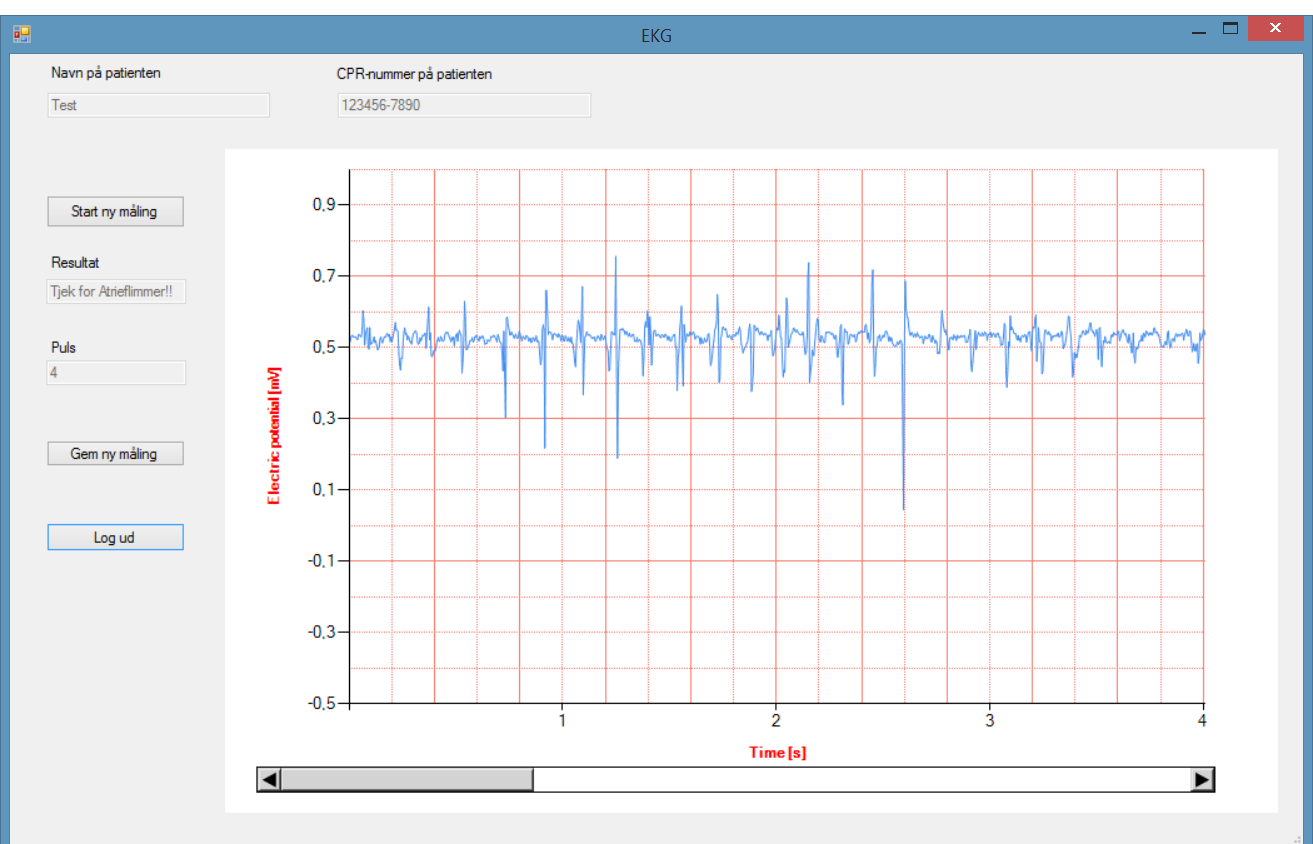 EKG
Navn på patienten
CPR-nummer på patienten
Test
123456-7890
Start ny måling
Resultat
Tjek for Atrieflimmer!!
Puls
4
Gem ny måling
Log ud
Electric potential [mV]
0,9
0,7
0,5
0,3
0,1
-0,1
-0,3
-0,5
1 2 3 4
Time [s]